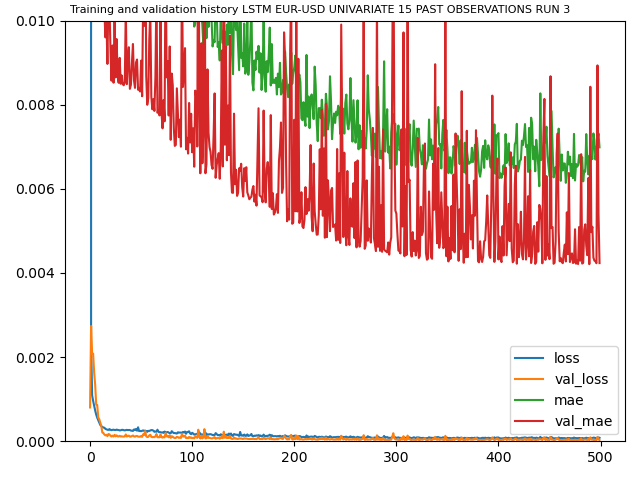 Training and validation history LSTM EUR-USD UNIVARIATE 15 PAST OBSERVATIONS RUN 3
0.010
0.008
0.006
0.004
0.002
0.000
0 100 200 300 400 500
loss
val_loss
mae
val_mae